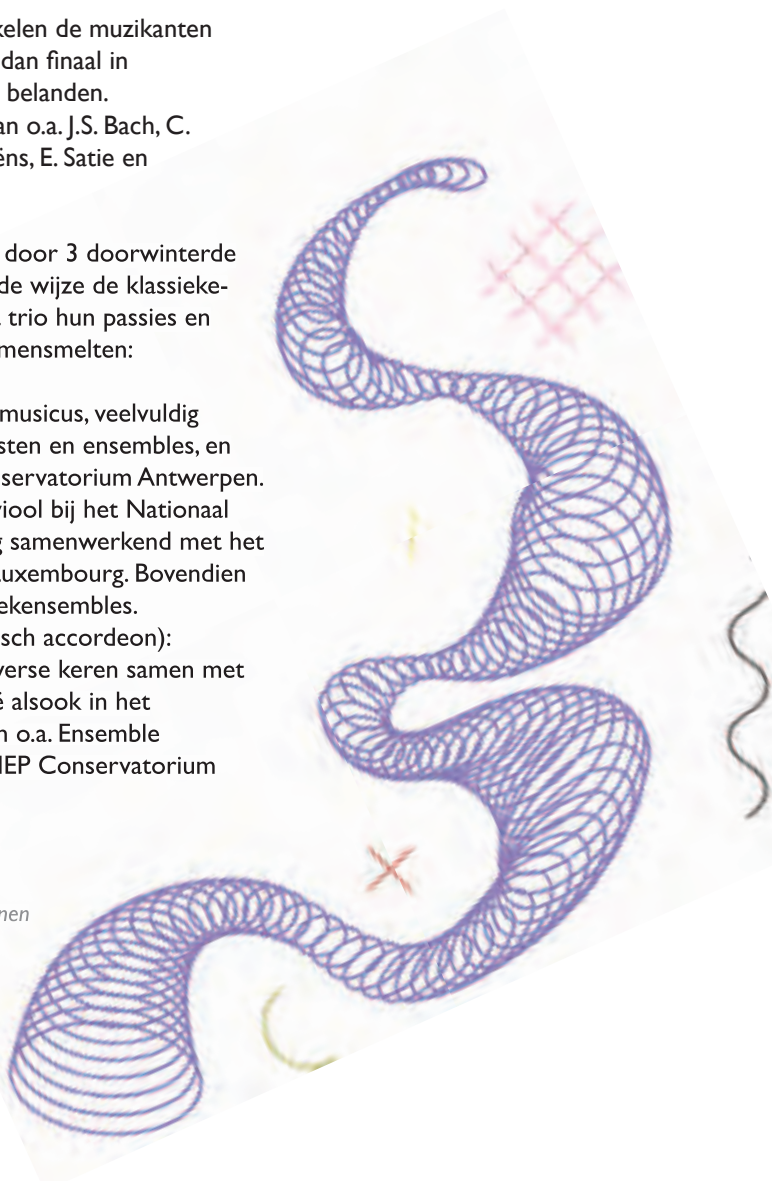 kelen de muzikanten
dan finaal in
belanden.
an o.a. J.S. Bach, C.
ëns, E. Satie en
door 3 doorwinterde
de wijze de klassieke-
trio hun passies en
mensmelten:
musicus, veelvuldig
sten en ensembles, en
servatorium Antwerpen.
viool bij het Nationaal
g samenwerkend met het
uxembourg. Bovendien
ekensembles.
sch accordeon):
verse keren samen met
é alsook in het
n o.a. Ensemble
IEP Conservatorium
nen